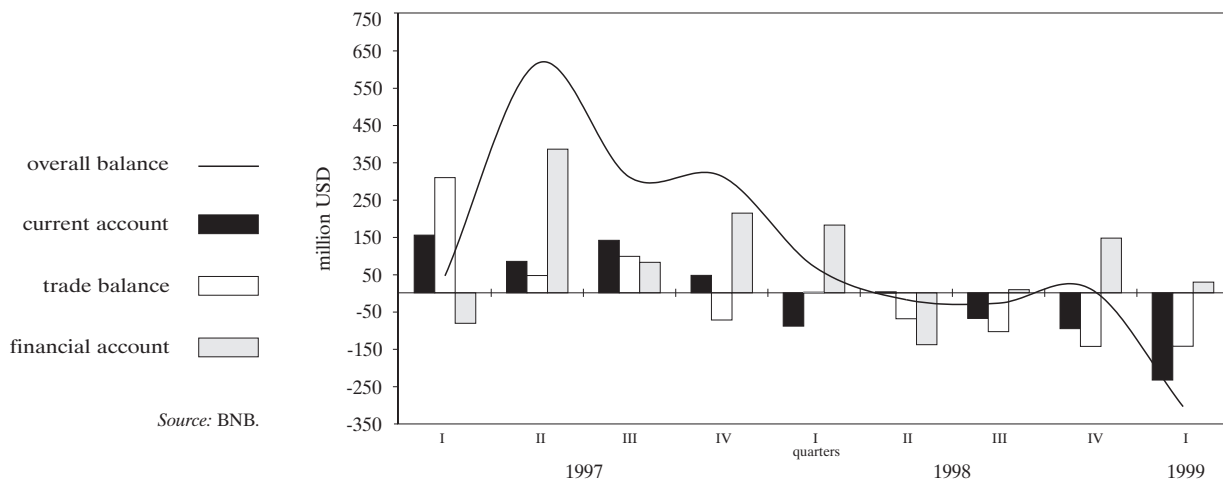 overall balance
current account
trade balance
financial account
Source: BNB.
million USD
750
650
550
450
350
250
150
50
-50
-150
-250
-350
I II III IV I II III IV I
quarters
1997 1998 1999